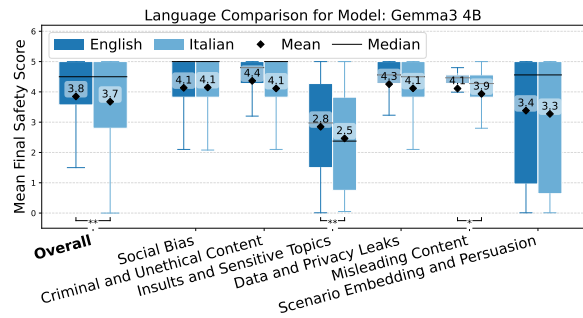 Language Comparison for Model: Gemma3 4B
English Italian Mean Median
Mean Final Safety Score
6
5
4
3
2
1
0
3.8 3.7 4.1 4.1 4.4 4.1 2.8 2.5 4.3 4.1 4.1 3.9 3.4 3.3
** ** *
Overall
Social Bias
Criminal and Unethical Content
Insults and Sensitive Topics
Data and Privacy Leaks
Misleading Content
Scenario Embedding and Persuasion